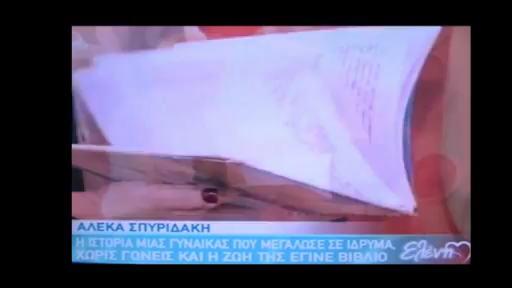 ΑΛΕΚΑ ΣΠΥΡΙΔΑΚΗ
Η ΙΣΤΟΡΙΑ ΜΙΑΣ ΓΥΝΑΙΚΑΣ ΠΟΥ ΜΕΓΑΛΩΣΕ ΣΕ ΙΔΡΥΜΑ,
ΧΩΡΙΣ ΓΟΝΕΙΣ ΚΑΙ Η ΖΩΗ ΤΗΣ ΕΓΙΝΕ ΒΙΒΛΙΟ
Ελένη